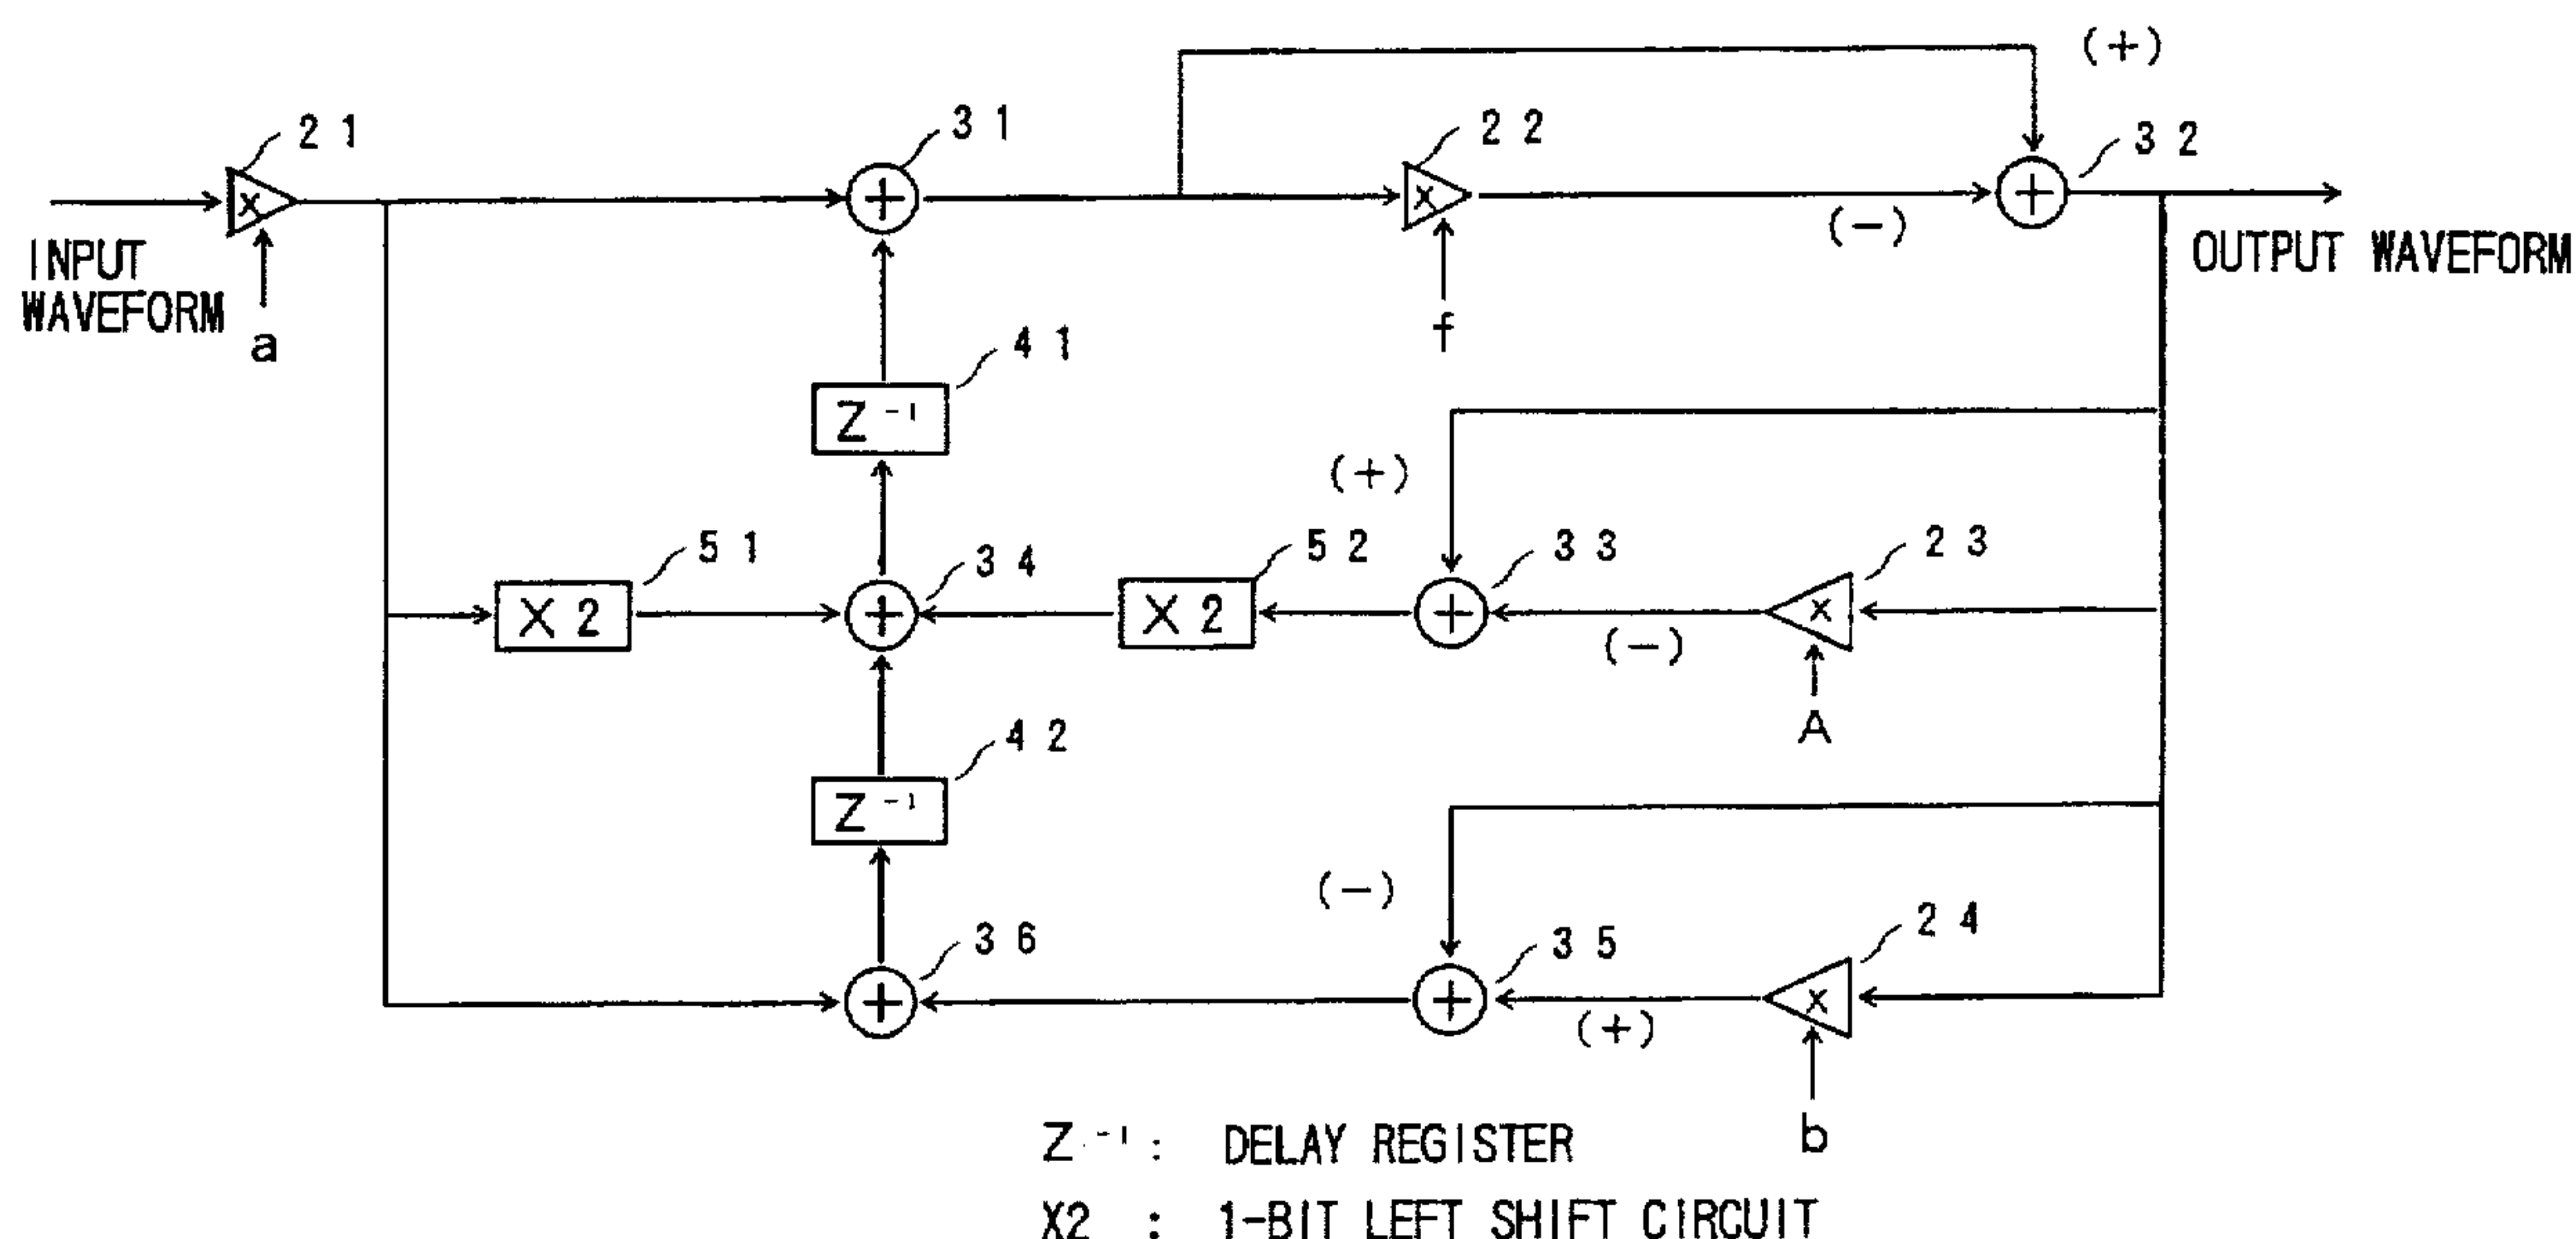 (+)
21
31
22
32
x
+
x
+
(-)
INPUT
WAVEFORM
OUTPUT WAVEFORM
a
f
41
Z⁻¹
(+)
51
34
52
33
23
X2
+
X2
+
x
(-)
42
A
Z⁻¹
(-)
36
35
24
+
+
x
(+)
b
Z⁻¹: DELAY REGISTER
X2 : 1-BIT LEFT SHIFT CIRCUIT